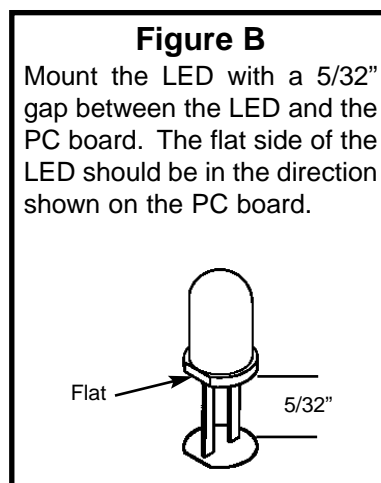 Figure B
Mount the LED with a 5/32”
gap between the LED and the
PC board. The flat side of the
LED should be in the direction
shown on the PC board.
Flat
5/32”